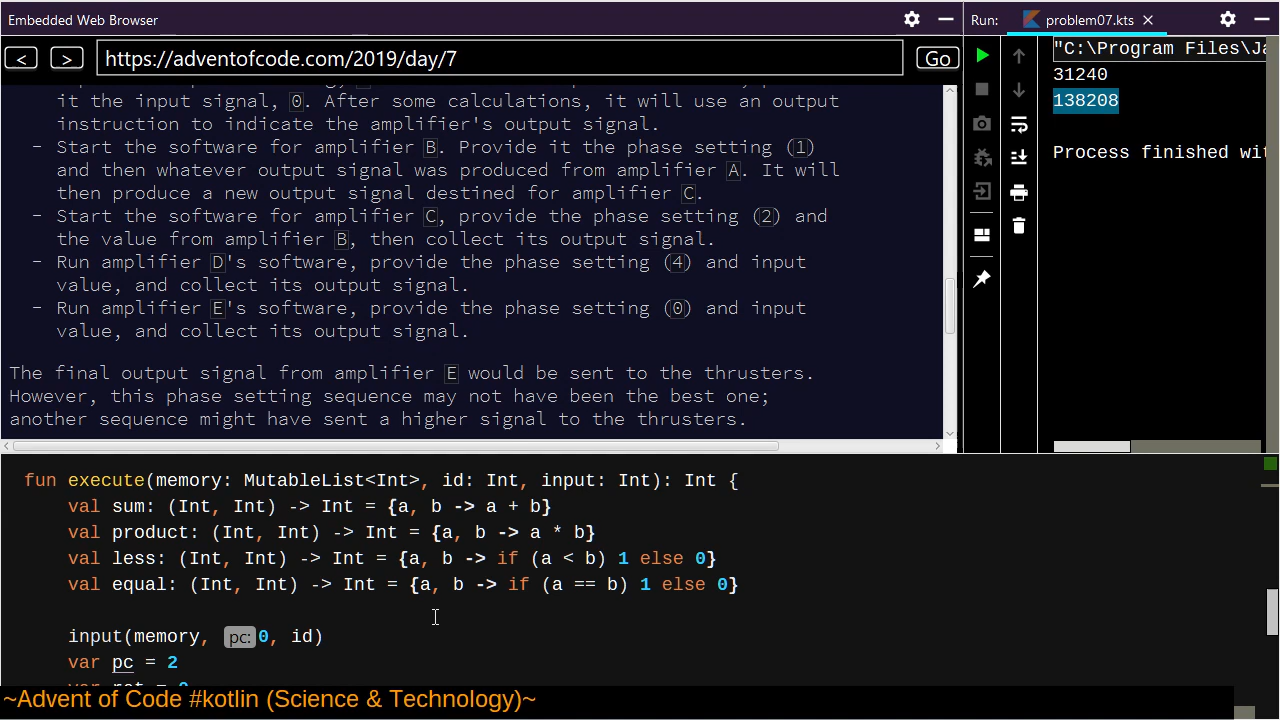 Embedded Web Browser
Run: problem07.kts
< > https://adventofcode.com/2019/day/7 Go
it the input signal, 0. After some calculations, it will use an output
instruction to indicate the amplifier's output signal.
- Start the software for amplifier B. Provide it the phase setting (1)
and then whatever output signal was produced from amplifier A. It will
then produce a new output signal destined for amplifier C.
- Start the software for amplifier C, provide the phase setting (2) and
the value from amplifier B, then collect its output signal.
- Run amplifier D's software, provide the phase setting (4) and input
value, and collect its output signal.
- Run amplifier E's software, provide the phase setting (0) and input
value, and collect its output signal.
The final output signal from amplifier E would be sent to the thrusters.
However, this phase setting sequence may not have been the best one;
another sequence might have sent a higher signal to the thrusters.
"C:\Program Files\Ja
31240
138208
Process finished wit
fun execute(memory: MutableList<Int>, id: Int, input: Int): Int {
val sum: (Int, Int) -> Int = {a, b -> a + b}
val product: (Int, Int) -> Int = {a, b -> a * b}
val less: (Int, Int) -> Int = {a, b -> if (a < b) 1 else 0}
val equal: (Int, Int) -> Int = {a, b -> if (a == b) 1 else 0}
input(memory, pc: 0, id)
var pc = 2
~Advent of Code #kotlin (Science & Technology)~